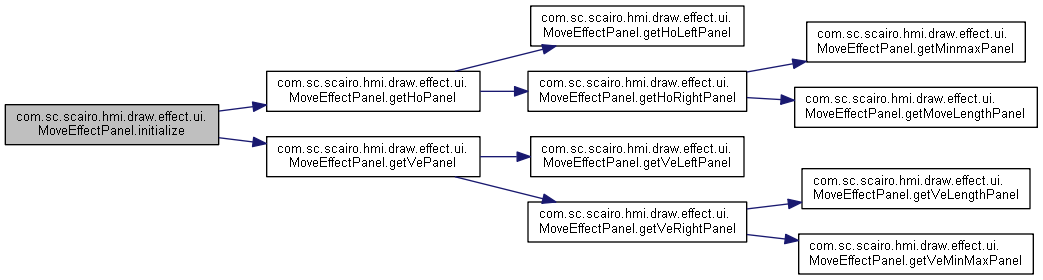 com.sc.scairo.hmi.draw.effect.ui.
MoveEffectPanel.initialize
com.sc.scairo.hmi.draw.effect.ui.
MoveEffectPanel.getHoPanel
com.sc.scairo.hmi.draw.effect.ui.
MoveEffectPanel.getHoLeftPanel
com.sc.scairo.hmi.draw.effect.ui.
MoveEffectPanel.getHoRightPanel
com.sc.scairo.hmi.draw.effect.ui.
MoveEffectPanel.getMinmaxPanel
com.sc.scairo.hmi.draw.effect.ui.
MoveEffectPanel.getMoveLengthPanel
com.sc.scairo.hmi.draw.effect.ui.
MoveEffectPanel.getVePanel
com.sc.scairo.hmi.draw.effect.ui.
MoveEffectPanel.getVeLeftPanel
com.sc.scairo.hmi.draw.effect.ui.
MoveEffectPanel.getVeRightPanel
com.sc.scairo.hmi.draw.effect.ui.
MoveEffectPanel.getVeLengthPanel
com.sc.scairo.hmi.draw.effect.ui.
MoveEffectPanel.getVeMinMaxPanel